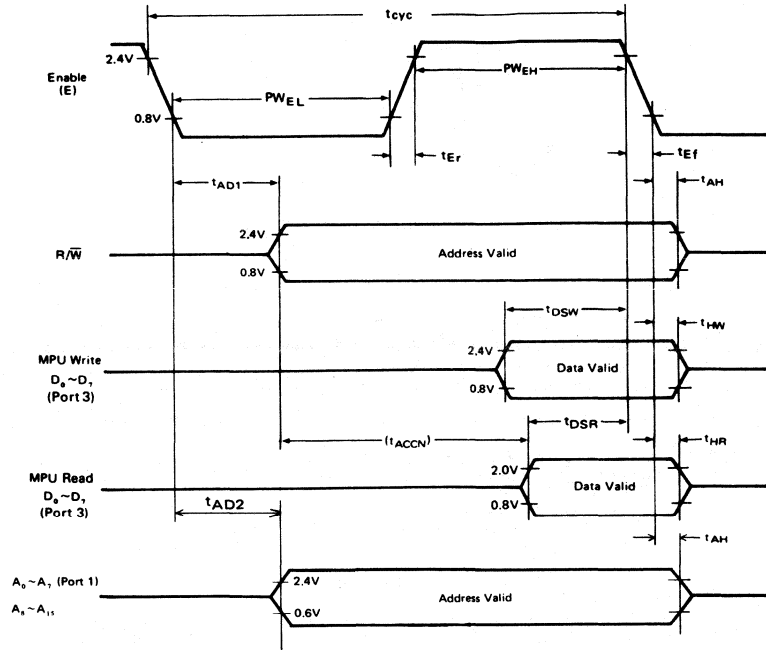 tcyc
2.4V
Enable
(E)
PWEL
PWEH
0.8V
tEr
tEf
tAD1
tAH
2.4V
R/W̅
Address Valid
0.8V
tDSW
tHW
MPU Write
2.4V
D₀~D₇
Data Valid
(Port 3)
0.8V
tDSR
(tACCN)
tHR
MPU Read
2.0V
D₀~D₇
Data Valid
(Port 3)
0.8V
tAD2
tAH
A₀~A₇ (Port 1)
2.4V
Address Valid
A₈~A₁₅
0.6V